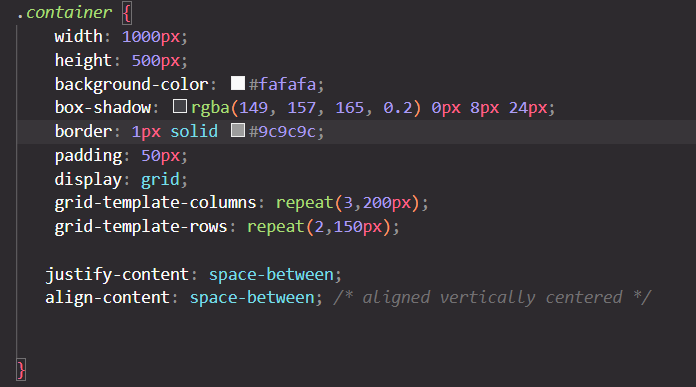 .container {
width: 1000px;
height: 500px;
background-color: #fafafa;
box-shadow: rgba(149, 157, 165, 0.2) 0px 8px 24px;
border: 1px solid #9c9c9c;
padding: 50px;
display: grid;
grid-template-columns: repeat(3,200px);
grid-template-rows: repeat(2,150px);
justify-content: space-between;
align-content: space-between; /* aligned vertically centered */
}